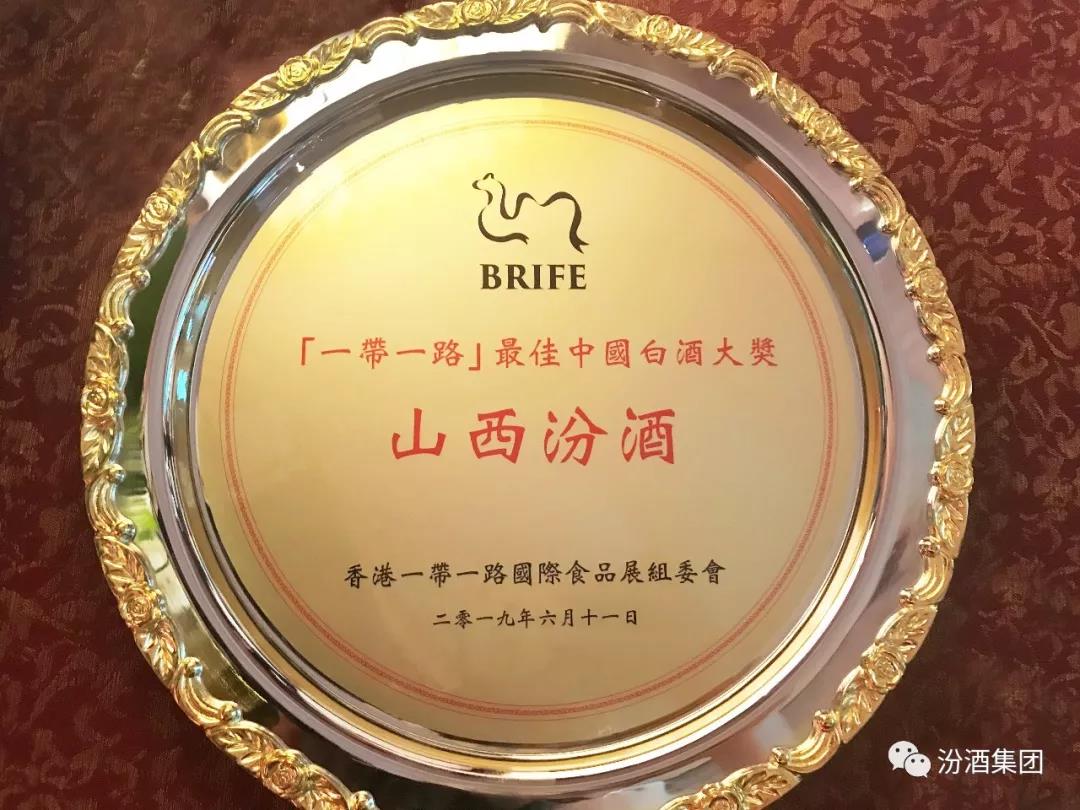 BRIFE
「一帶一路」最佳中國白酒大獎
山西汾酒
香港一帶一路國際食品展組委會
二零一九年六月十一日
汾酒集团